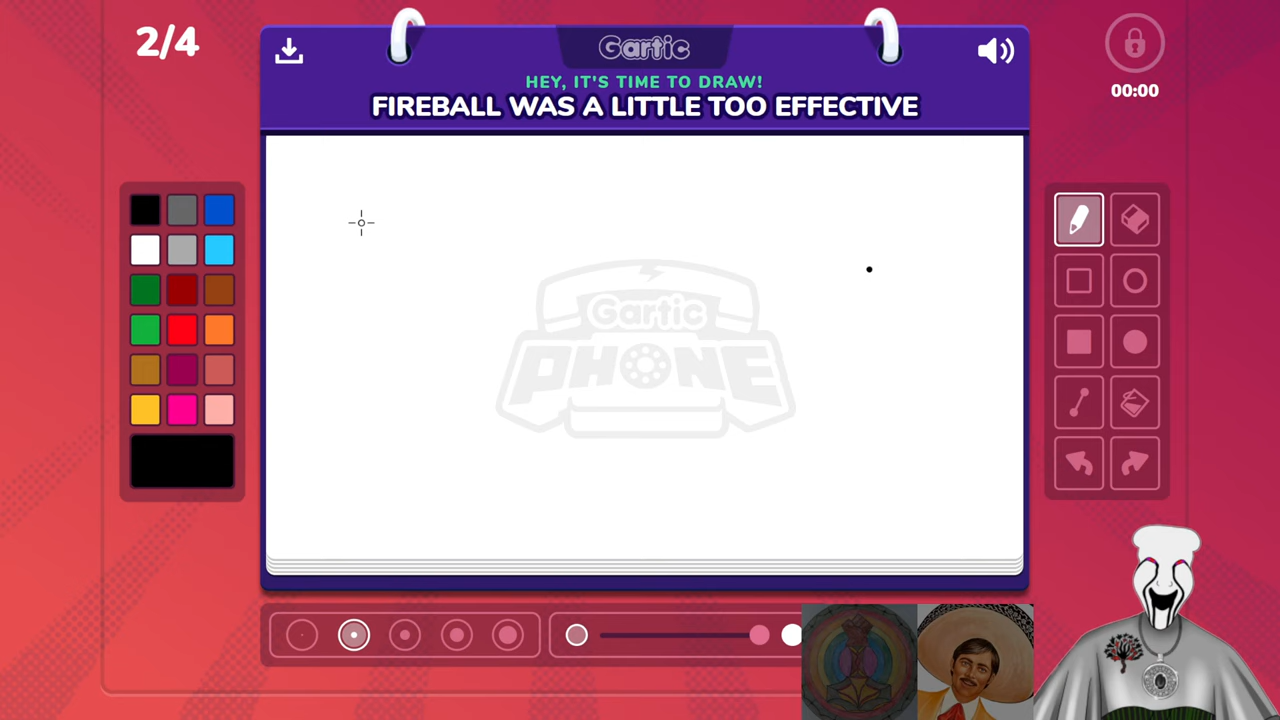 2/4
Gartic
HEY, IT'S TIME TO DRAW!
FIREBALL WAS A LITTLE TOO EFFECTIVE
00:00
Gartic
PHONE